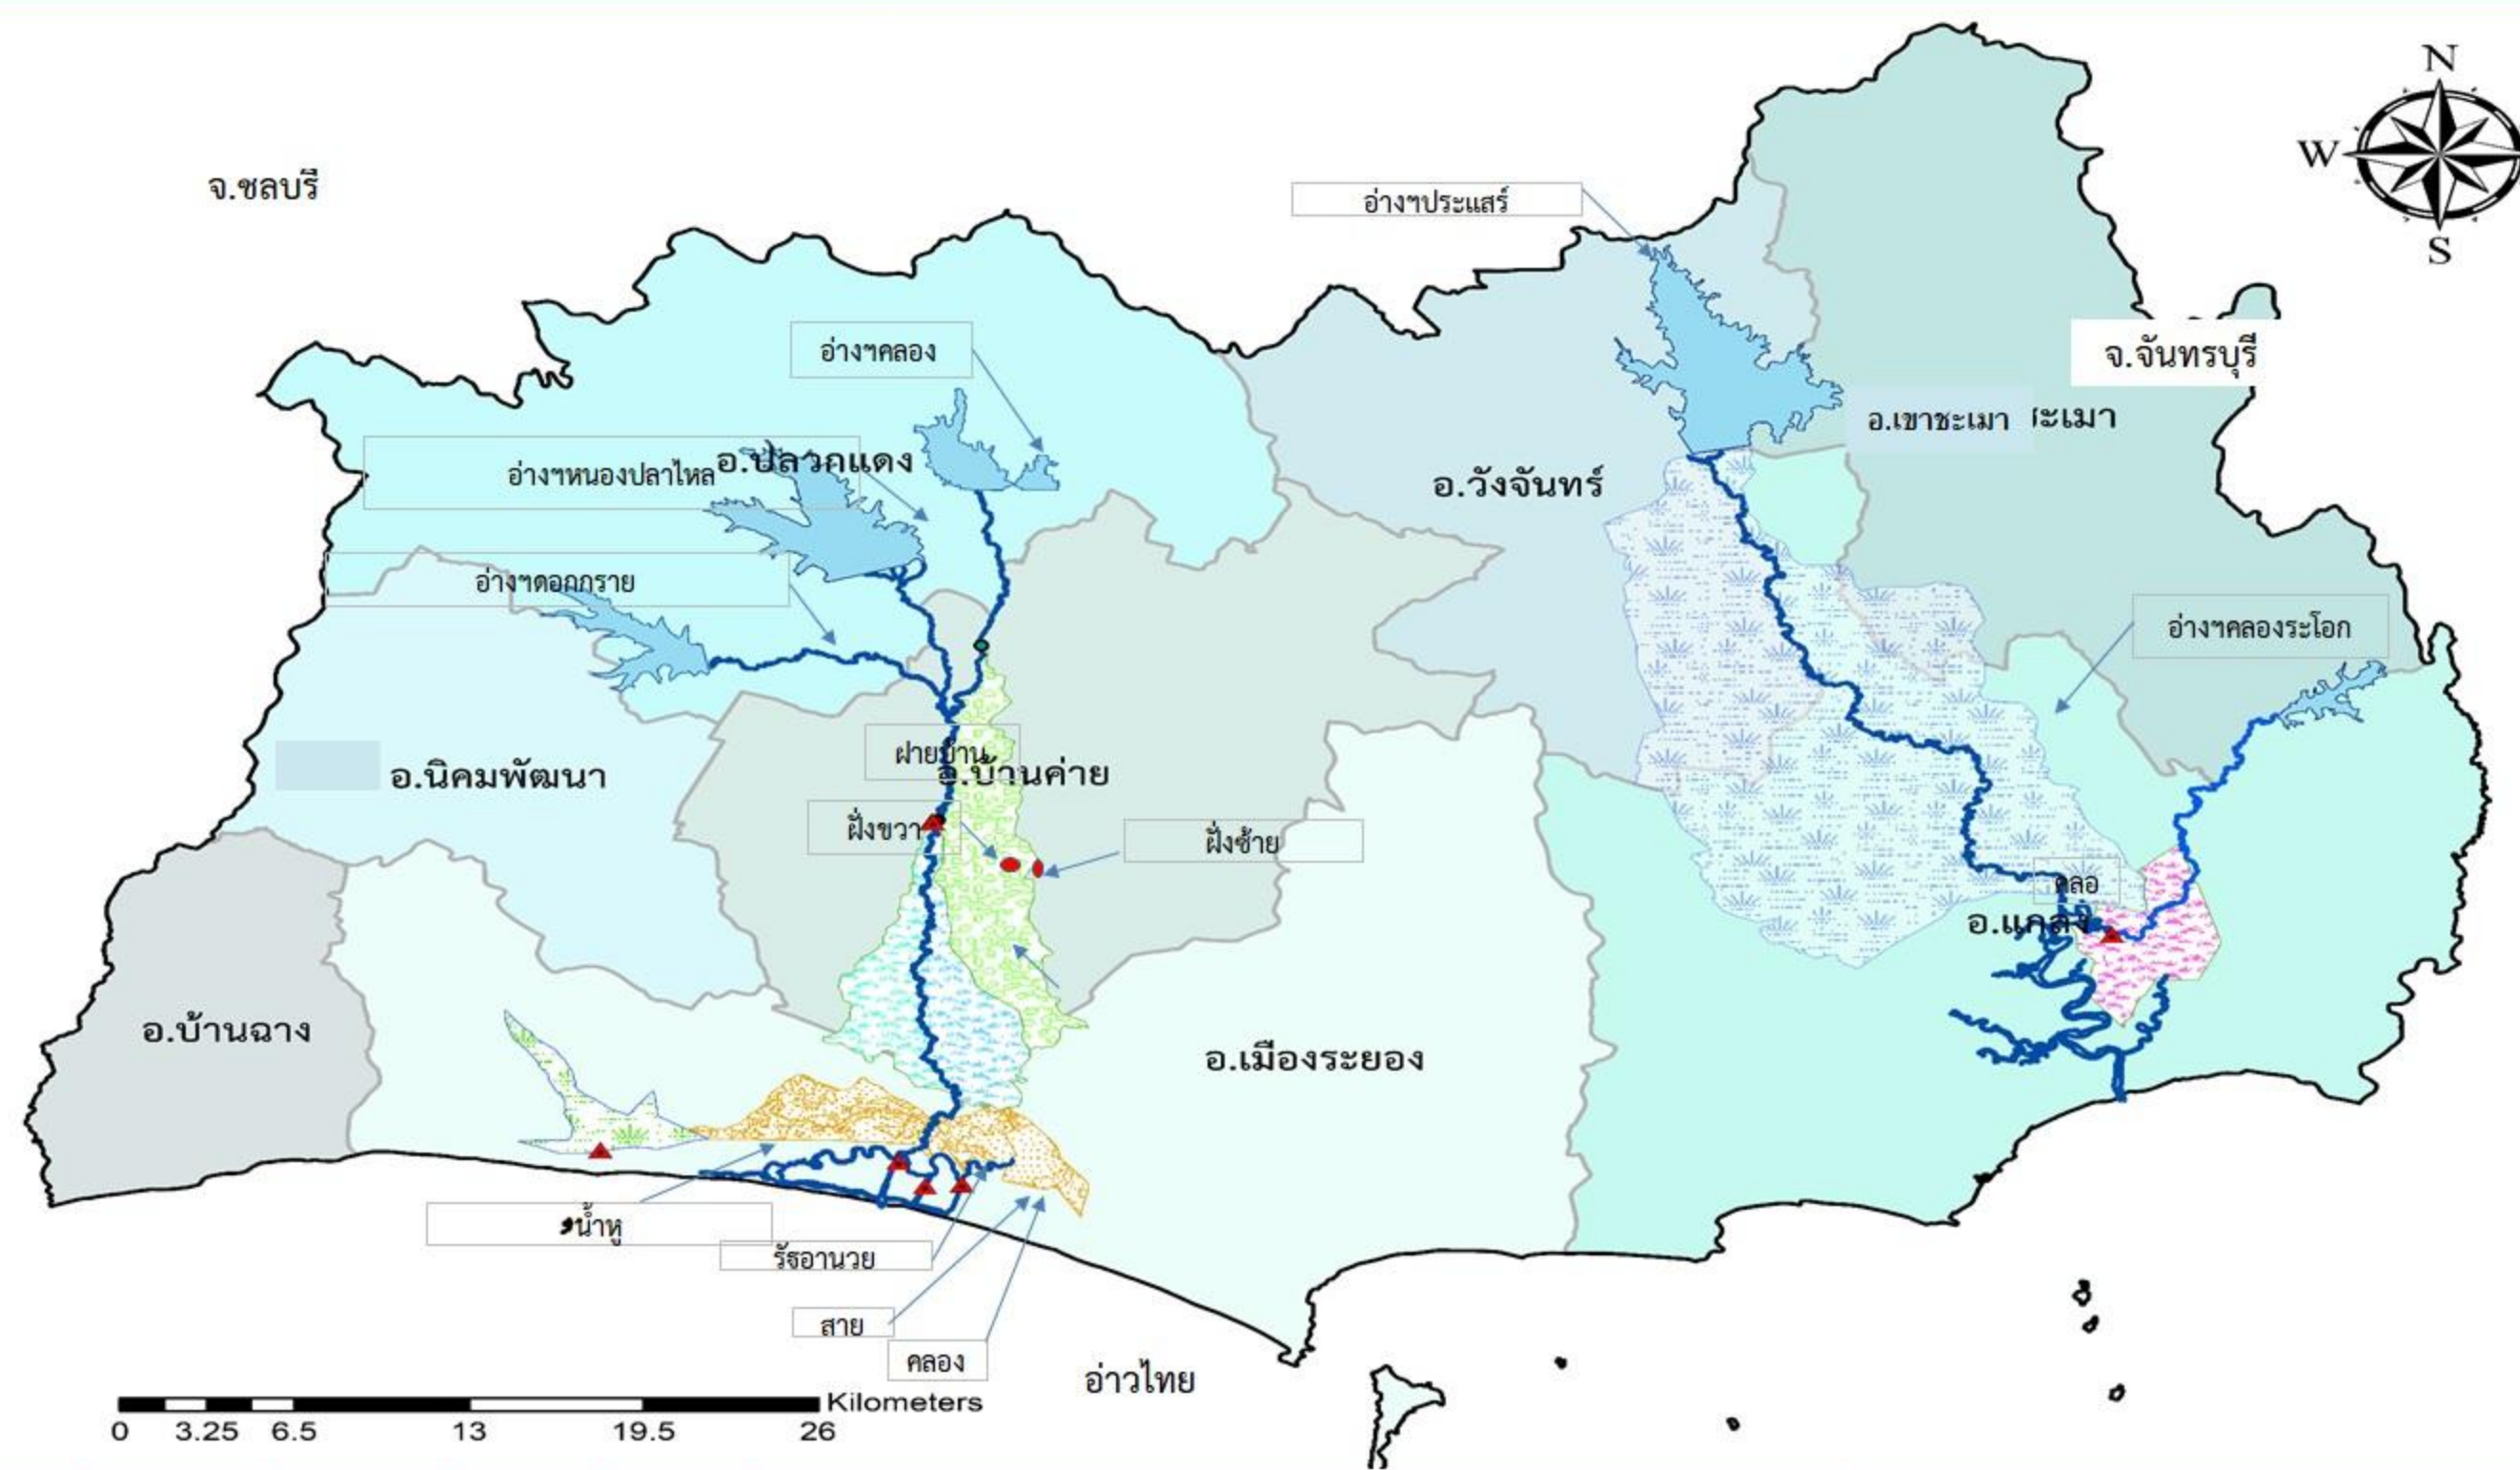 N
จ.ชลบุรี
W
อ่างฯประแสร์
S
อ่างฯคลอง
จ.จันทรบุรี
อ.เขาชะเมา
ชะเมา
อ.ปลวกแดง
อ่างฯหนองปลาไหล
อ.วังจันทร์
อ่างฯดอกกราย
อ่างฯคลองระโอก
ฝายบ้าน
อ.บ้านค่าย
อ.นิคมพัฒนา
ฝั่งขวา
ฝั่งซ้าย
คลอ
อ.แกลง
อ.บ้านฉาง
อ.เมืองระยอง
น้ำหู
รัฐอานวย
สาย
คลอง
อ่าวไทย
Kilometers
0 3.25 6.5 13 19.5 26